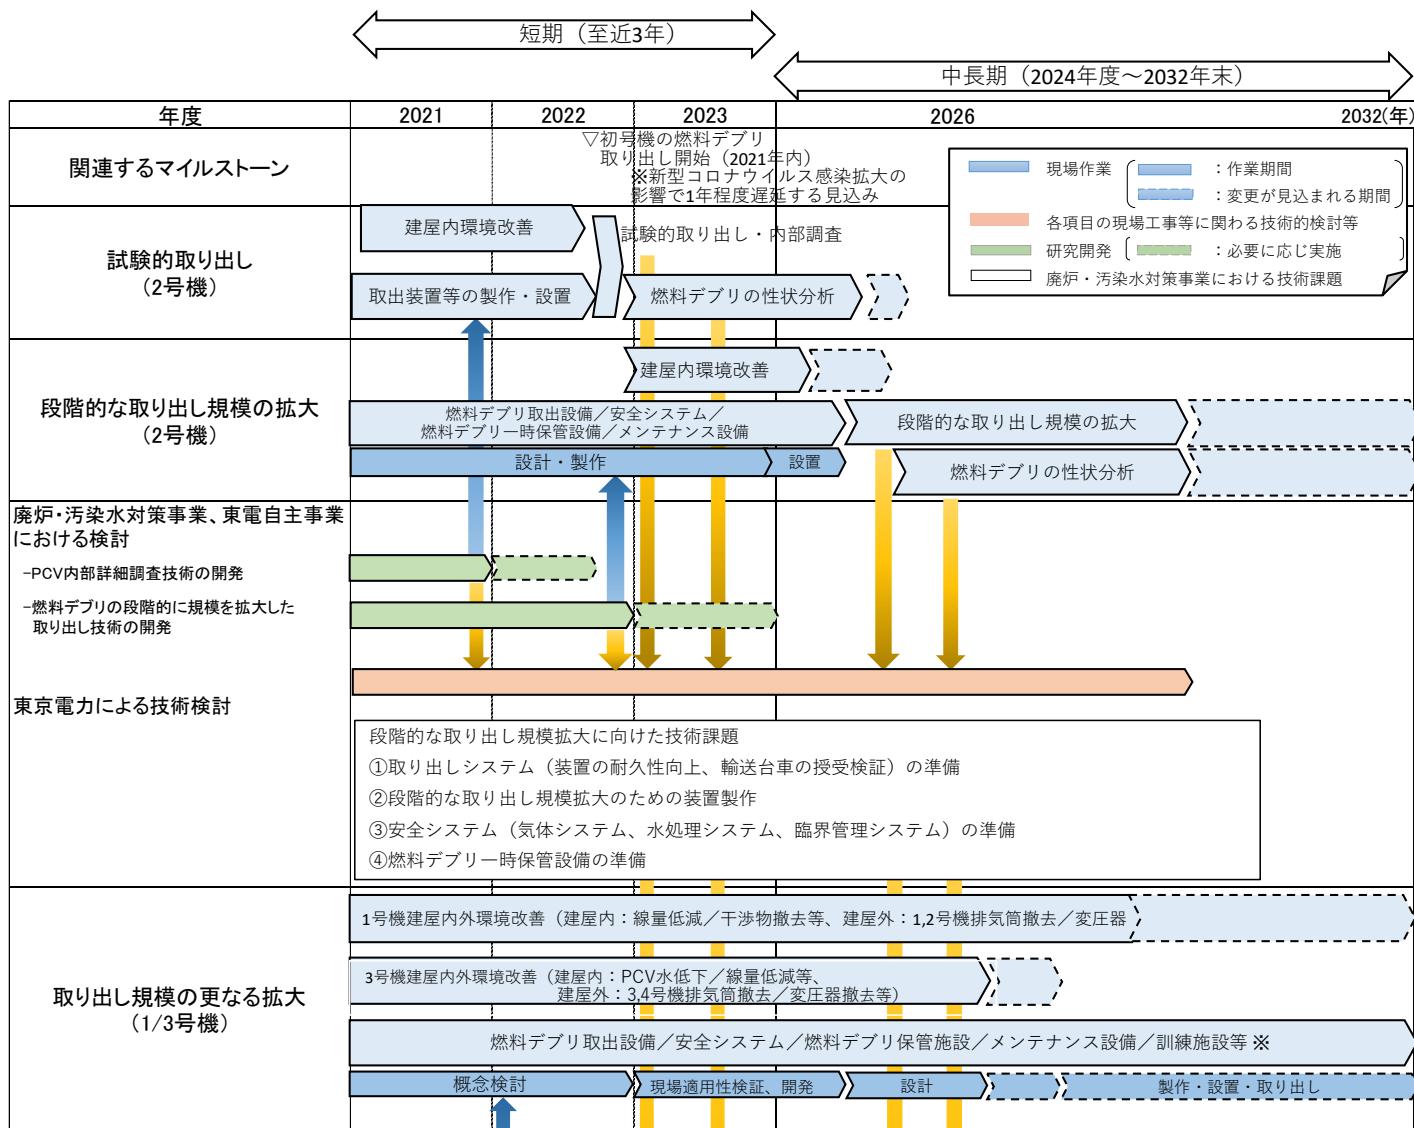 短期（至近3年）
中長期（2024年度～2032年末）
年度
2021
2022
2023
2026
2032(年)
関連するマイルストーン
▽初号機の燃料デブリ
取り出し開始（2021年内）
※新型コロナウイルス感染拡大の
影響で1年程度遅延する見込み
現場作業
：作業期間
：変更が見込まれる期間
各項目の現場工事等に関わる技術的検討等
研究開発
：必要に応じ実施
廃炉・汚染水対策事業における技術課題
試験的取り出し
(2号機)
建屋内環境改善
試験的取り出し・内部調査
取出装置等の製作・設置
燃料デブリの性状分析
段階的な取り出し規模の拡大
(2号機)
建屋内環境改善
燃料デブリ取出設備／安全システム／
燃料デブリ一時保管設備／メンテナンス設備
段階的な取り出し規模の拡大
設計・製作
設置
燃料デブリの性状分析
廃炉・汚染水対策事業、東電自主事業
における検討
-PCV内部詳細調査技術の開発
-燃料デブリの段階的に規模を拡大した
取り出し技術の開発
東京電力による技術検討
段階的な取り出し規模拡大に向けた技術課題
①取り出しシステム（装置の耐久性向上、輸送台車の授受検証）の準備
②段階的な取り出し規模拡大のための装置製作
③安全システム（気体システム、水処理システム、臨界管理システム）の準備
④燃料デブリ一時保管設備の準備
取り出し規模の更なる拡大
(1/3号機)
1号機建屋内外環境改善（建屋内：線量低減／干渉物撤去等、建屋外：1,2号機排気筒撤去／変圧器
3号機建屋内外環境改善（建屋内：PCV水低下／線量低減等、
建屋外：3,4号機排気筒撤去／変圧器撤去等）
燃料デブリ取出設備／安全システム／燃料デブリ保管施設／メンテナンス設備／訓練施設等※
概念検討
現場適用性検証、開発
設計
製作・設置・取り出し